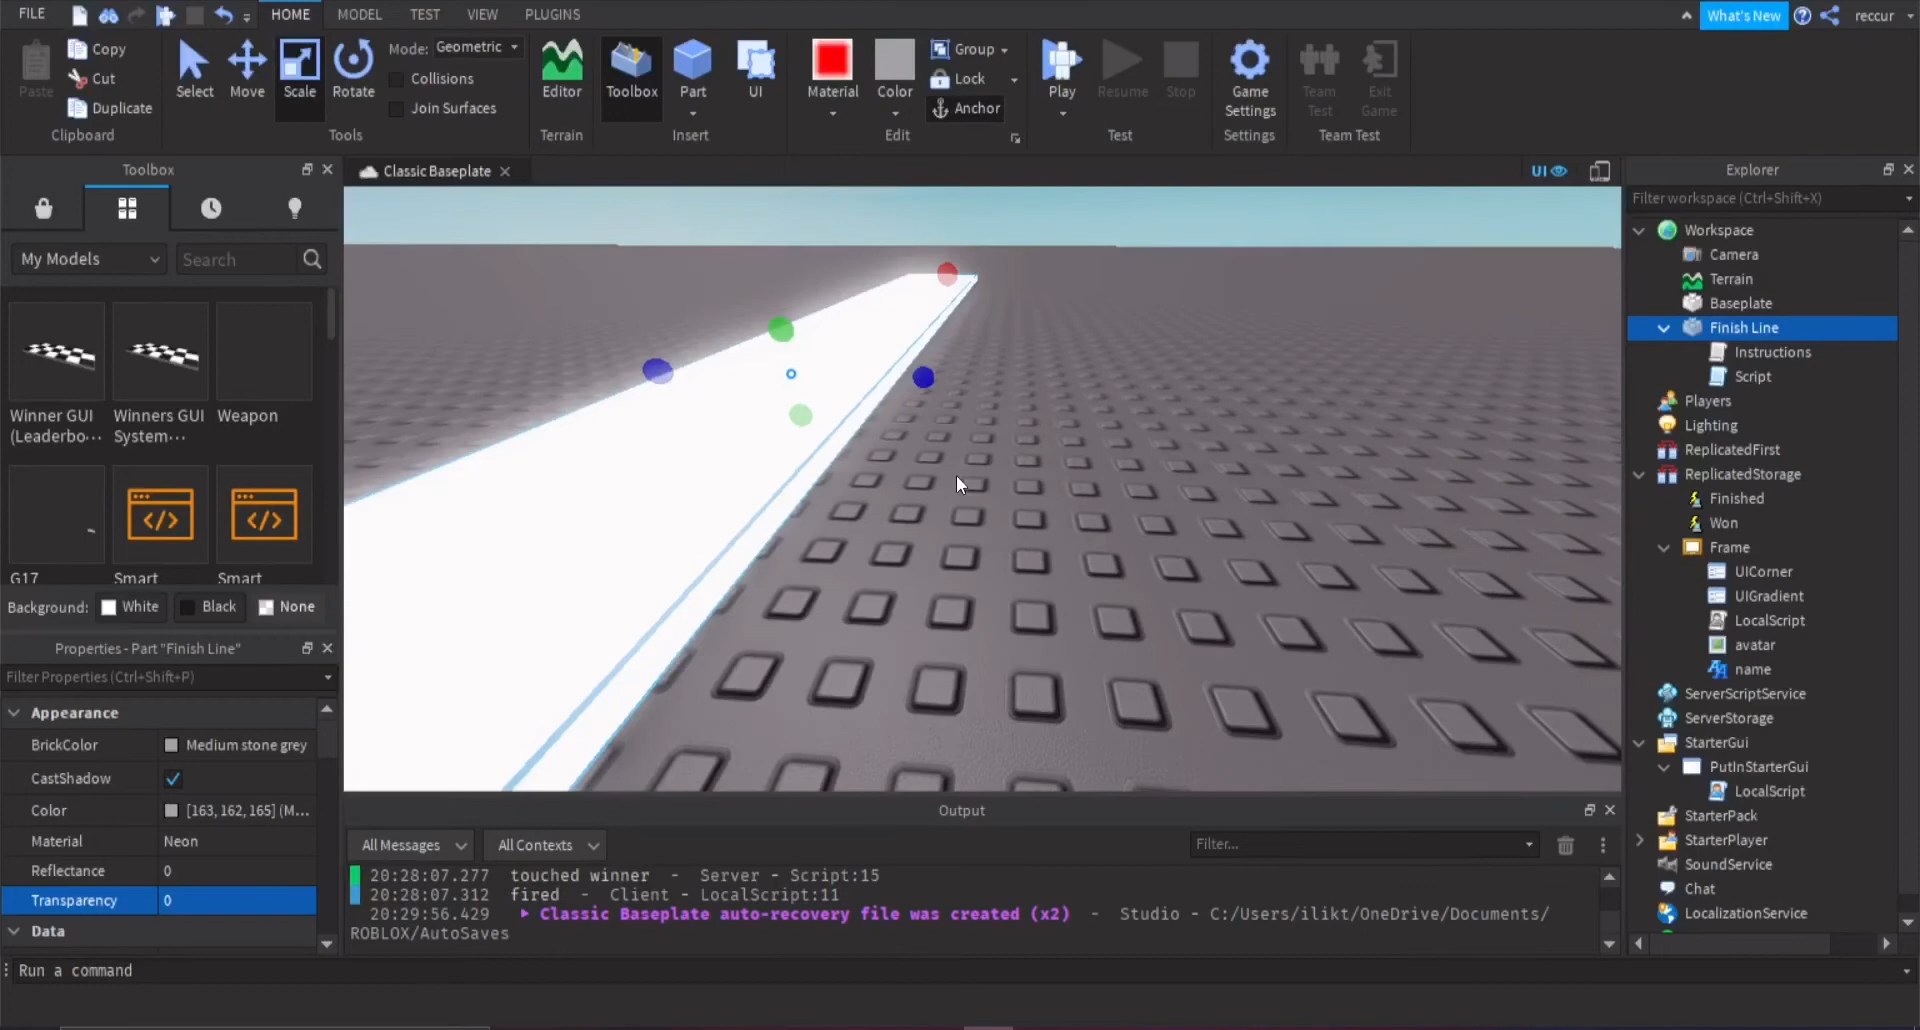 FILE HOME MODEL TEST VIEW PLUGINS What's New reccur
Copy Mode: Geometric Group
Cut Collisions Lock
Paste Duplicate Select Move Scale Rotate Join Surfaces Editor Toolbox Part UI Material Color Anchor Play Resume Stop Game Settings Team Test Exit Game
Clipboard Tools Terrain Insert Edit Test Settings Team Test
Toolbox
My Models
Search
Winner GUI (Leaderbo...
Winners GUI System...
Weapon
G17
Smart
Smart
Background: White Black None
Properties - Part "Finish Line"
Filter Properties (Ctrl+Shift+P)
Appearance
BrickColor Medium stone grey
CastShadow
Color [163, 162, 165] (M...
Material Neon
Reflectance 0
Transparency 0
Data
Classic Baseplate
UI
Output
All Messages All Contexts Filter...
20:28:07.277 touched winner - Server - Script:15
20:28:07.312 fired - Client - LocalScript:11
20:29:56.429 Classic Baseplate auto-recovery file was created (x2) - Studio - C:/Users/ilikt/OneDrive/Documents/
ROBLOX/AutoSaves
Run a command
Explorer
Filter workspace (Ctrl+Shift+X)
Workspace
Camera
Terrain
Baseplate
Finish Line
Instructions
Script
Players
Lighting
ReplicatedFirst
ReplicatedStorage
Finished
Won
Frame
UICorner
UIGradient
LocalScript
avatar
name
ServerScriptService
ServerStorage
StarterGui
PutInStarterGui
LocalScript
StarterPack
StarterPlayer
SoundService
Chat
LocalizationService